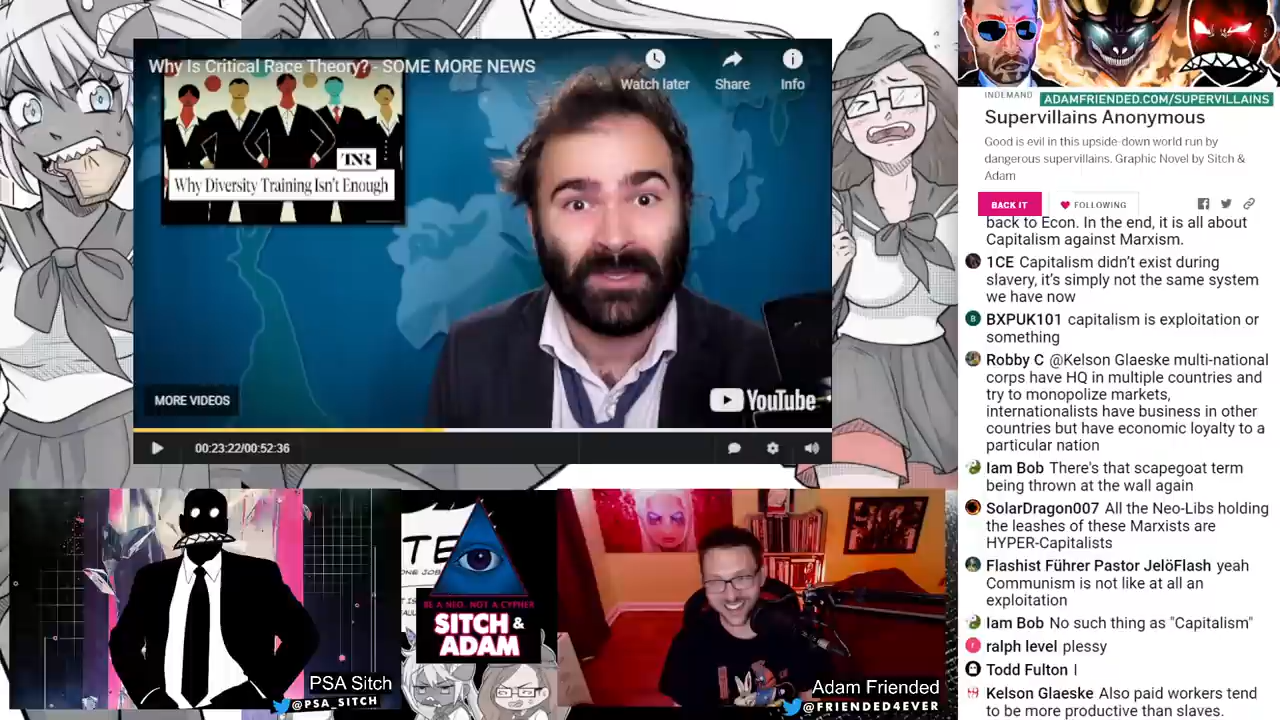 Why Is Critical Race Theory? - SOME MORE NEWS
Watch later
Share
Info
TNR
Why Diversity Training Isn't Enough
MORE VIDEOS
YouTube
00:23:22/00:52:36
BE A NEO. NOT A CYPHER
SITCH &
ADAM
PSA Sitch
@PSA_SITCH
Adam Friended
@FRIENDED4EVER
INDEMAND
ADAMFRIENDED.COM/SUPERVILLAINS
Supervillains Anonymous
Good is evil in this upside-down world run by
dangerous supervillains. Graphic Novel by Sitch &
Adam
BACK IT
FOLLOWING
back to Econ. In the end, it is all about
Capitalism against Marxism.
1CE Capitalism didn't exist during
slavery, it's simply not the same system
we have now
BXPUK101 capitalism is exploitation or
something
Robby C @Kelson Glaeske multi-national
corps have HQ in multiple countries and
try to monopolize markets,
internationalists have business in other
countries but have economic loyalty to a
particular nation
Iam Bob There's that scapegoat term
being thrown at the wall again
SolarDragon007 All the Neo-Libs holding
the leashes of these Marxists are
HYPER-Capitalists
Flashist Führer Pastor JelöFlash yeah
Communism is not like at all an
exploitation
Iam Bob No such thing as "Capitalism"
ralph level plessy
Todd Fulton I
Kelson Glaeske Also paid workers tend
to be more productive than slaves.